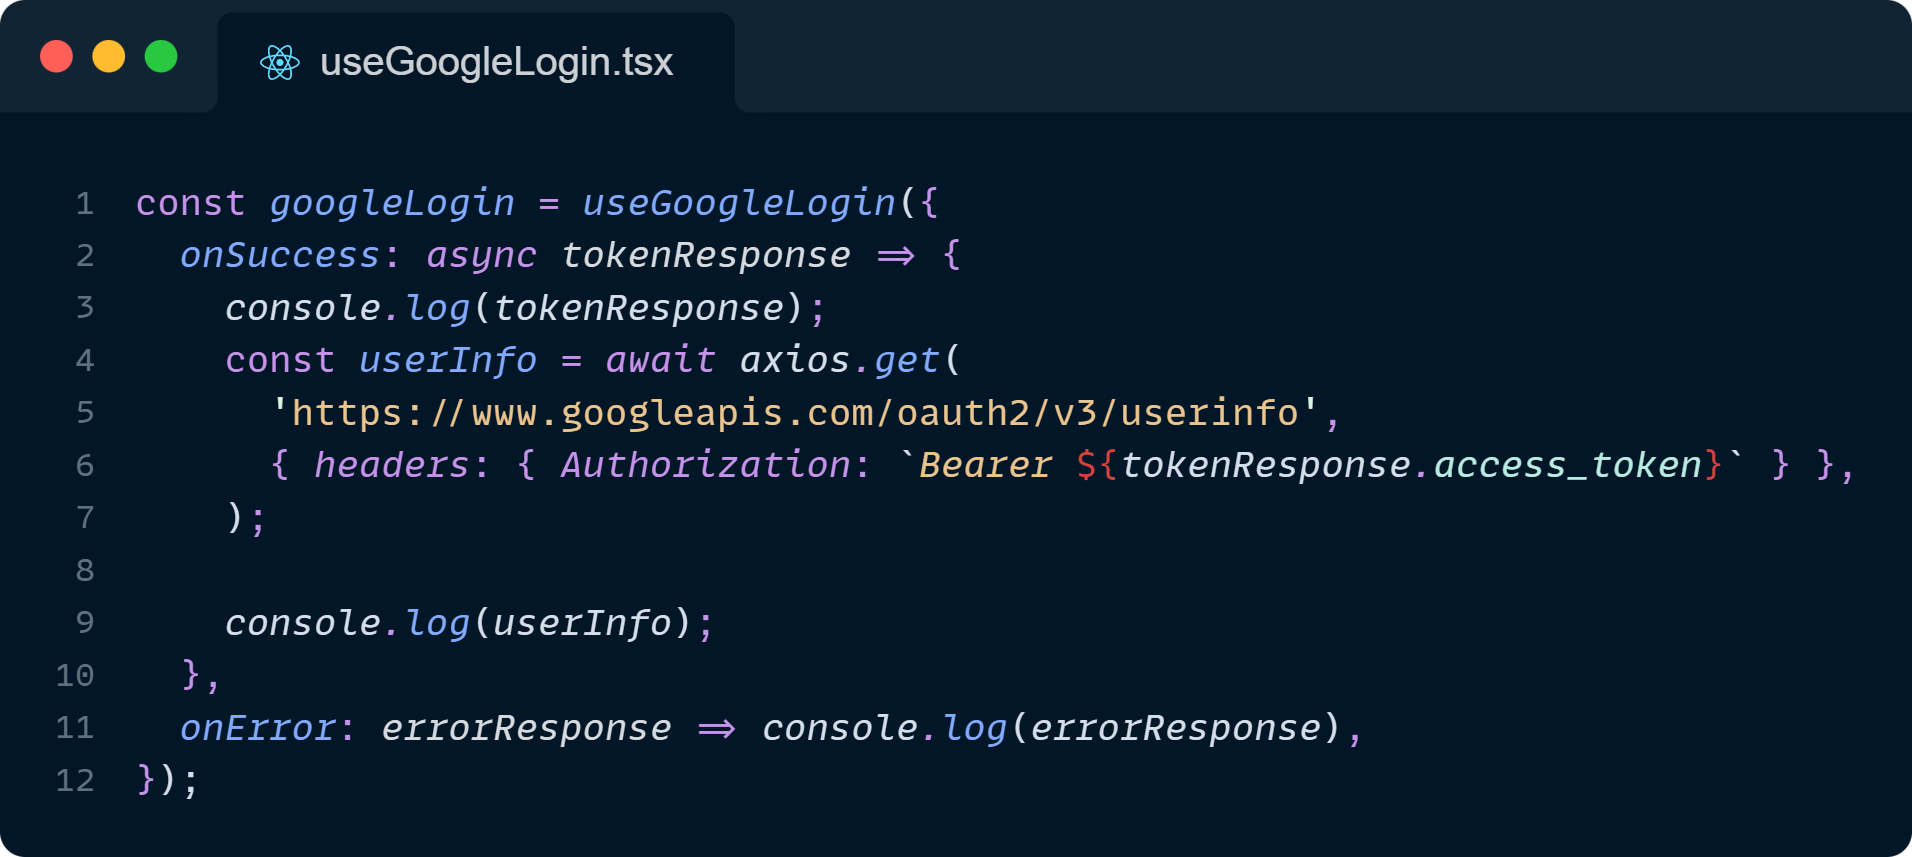 useGoogleLogin.tsx
1 const googleLogin = useGoogleLogin({
2   onSuccess: async tokenResponse => {
3     console.log(tokenResponse);
4     const userInfo = await axios.get(
5       'https://www.googleapis.com/oauth2/v3/userinfo',
6       { headers: { Authorization: `Bearer ${tokenResponse.access_token}` } },
7     );
8
9     console.log(userInfo);
10   },
11   onError: errorResponse => console.log(errorResponse),
12 });